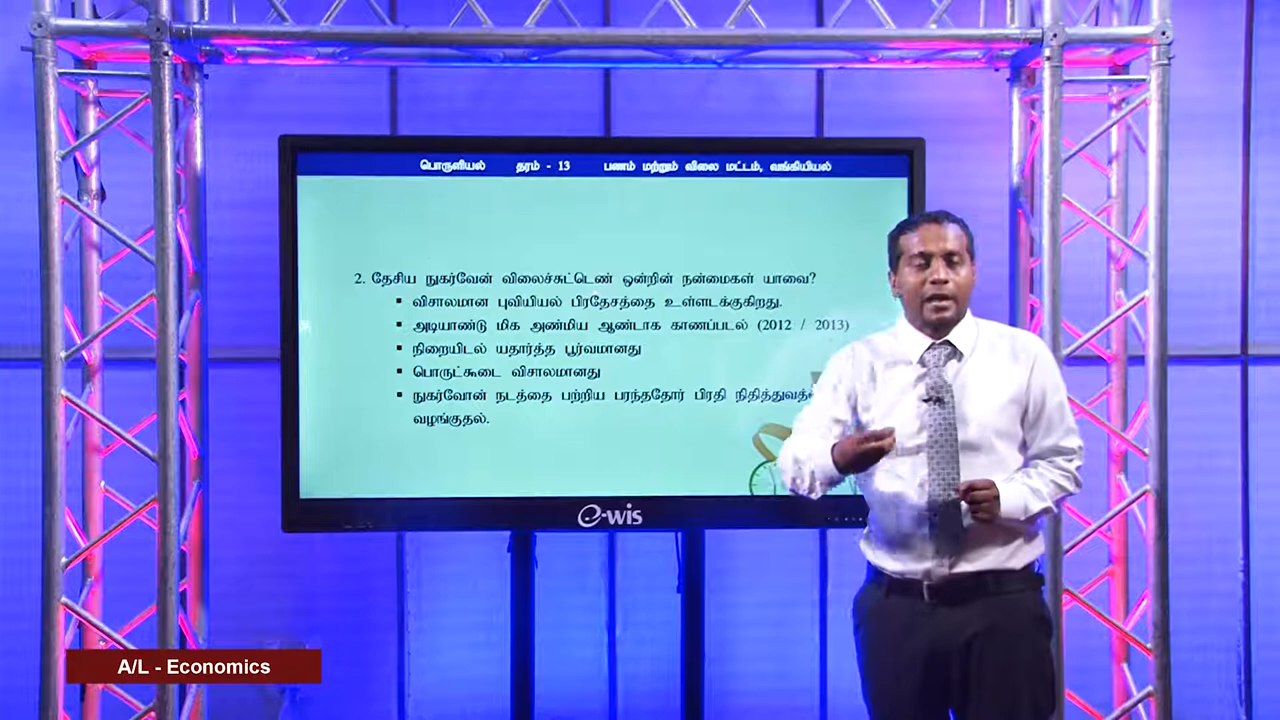 பொருளியல் தரம் - 13 பணம் மற்றும் விலை மட்டம், வங்கியியல்
2. தேசிய நுகர்வேன் விலைச்சுட்டெண் ஒன்றின் நன்மைகள் யாவை?
▪ விசாலமான புவியியல் பிரதேசத்தை உள்ளடக்குகிறது.
▪ அடியாண்டு மிக அண்மிய ஆண்டாக காணப்படல் (2012 / 2013)
▪ நிறையிடல் யதார்த்த பூர்வமானது
▪ பொருட்கூடை விசாலமானது
▪ நுகர்வோன் நடத்தை பற்றிய பரந்ததோர் பிரதி
வழங்குதல்.
e-wis
A/L - Economics